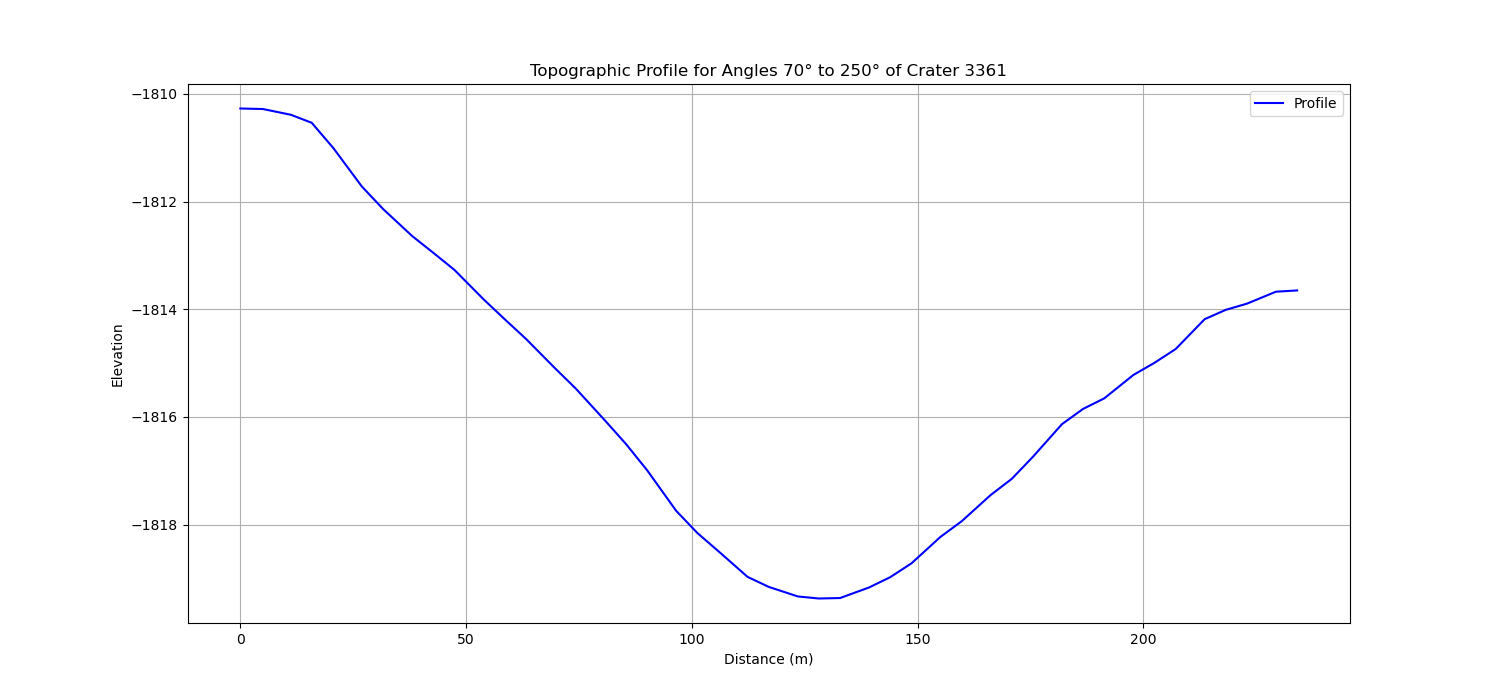 Topographic Profile for Angles 70° to 250° of Crater 3361
Profile
−1810
−1812
−1814
−1816
−1818
Elevation
0
50
100
150
200
Distance (m)